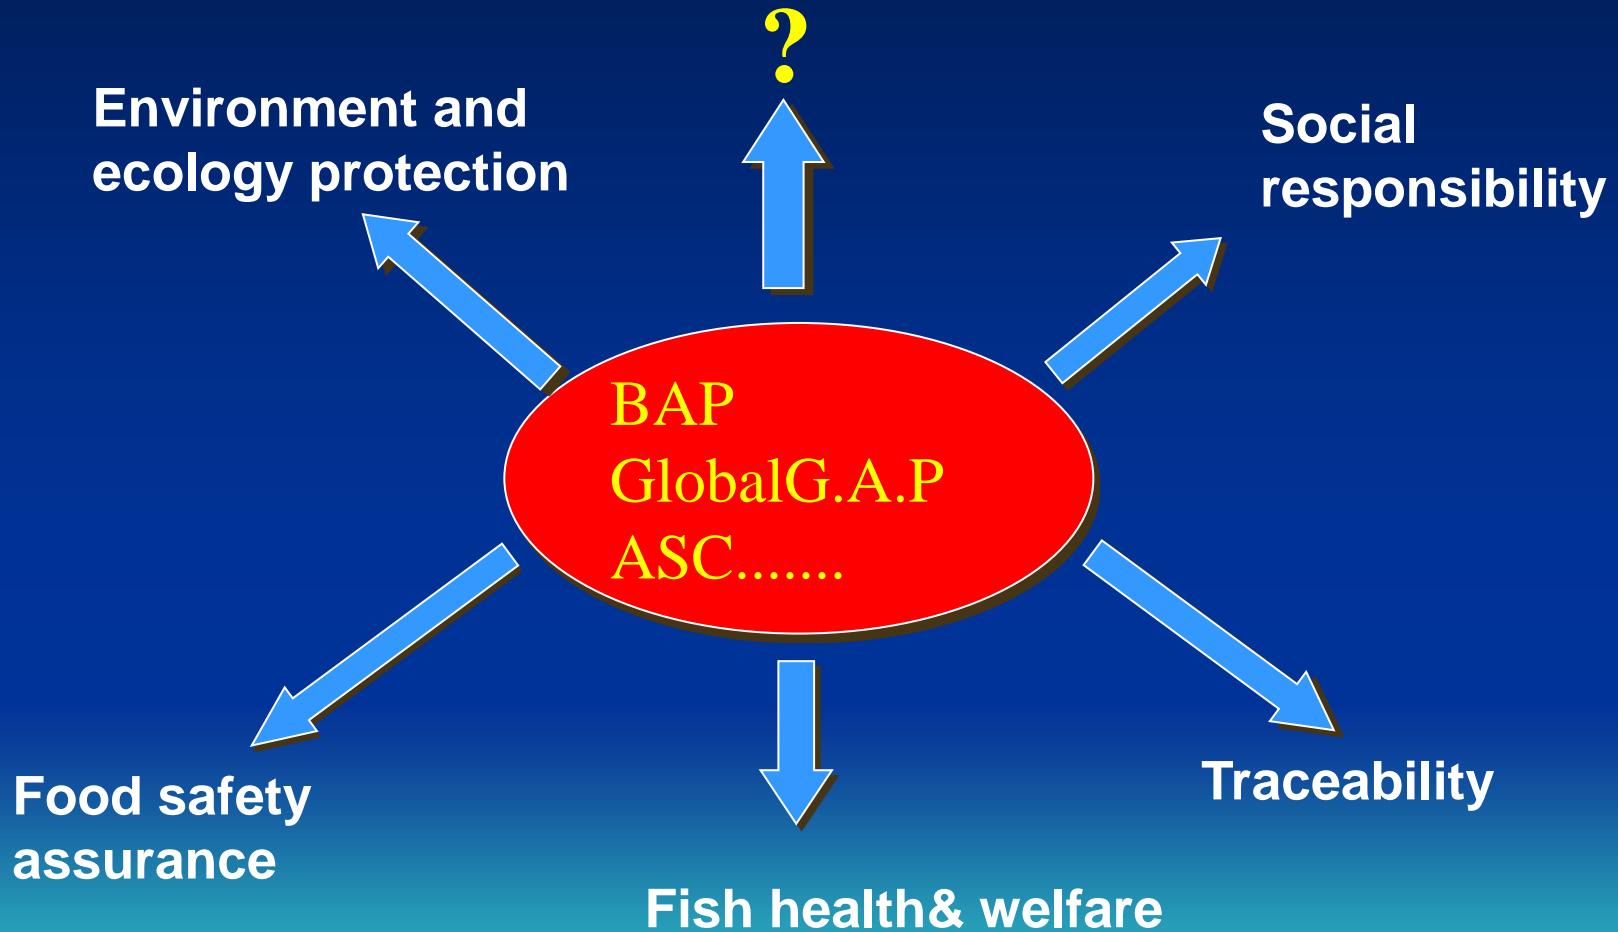 ?
Environment and
ecology protection
Social
responsibility
BAP
GlobalG.A.P
ASC.......
Food safety
assurance
Traceability
Fish health& welfare